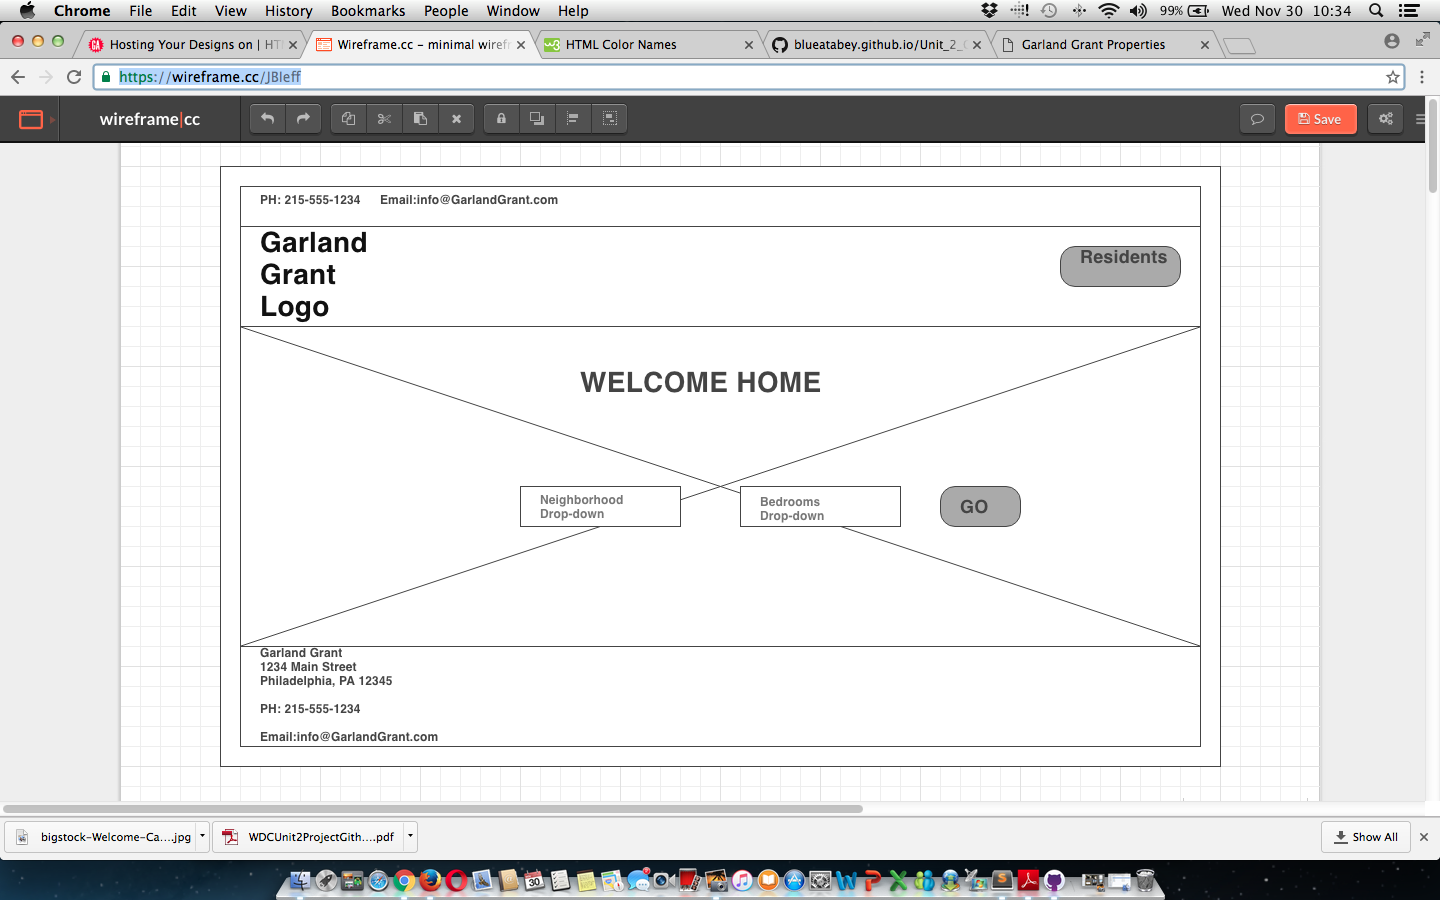 Chrome File Edit View History Bookmarks People Window Help 99% Wed Nov 30 10:34
Hosting Your Designs on | HT
Wireframe.cc – minimal wirefr
HTML Color Names
blueatabey.github.io/Unit_2_
Garland Grant Properties
https://wireframe.cc/JBIeff
wireframe|cc Save
PH: 215-555-1234 Email:info@GarlandGrant.com
Garland
Grant
Logo
Residents
WELCOME HOME
Neighborhood
Drop-down
Bedrooms
Drop-down
GO
Garland Grant
1234 Main Street
Philadelphia, PA 12345
PH: 215-555-1234
Email:info@GarlandGrant.com
bigstock-Welcome-Ca....jpg
WDCUnit2ProjectGith....pdf
Show All